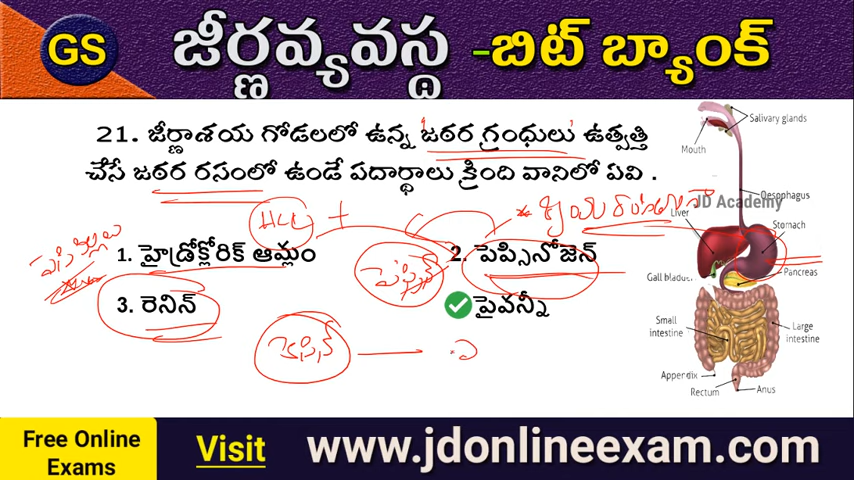 GS
జీర్ణవ్యవస్థ -బిట్ బ్యాంక్
21. జీర్ణాశయ గోడలలో ఉన్న 'జఠర గ్రంధులు' ఉత్పత్తి
చేసే జఠర రసంలో ఉండే పదార్థాలు క్రింది వానిలో ఏవి .
HCL +
1. హైడ్రోక్లోరిక్ ఆమ్లం
పెప్సిన్
2. పెప్సినోజెన్
3. రెనిన్
పైవన్నీ
Salivary glands
Mouth
Oesophagus
JD Academy
Liver
Stomach
Gall bladder
Pancreas
Small intestine
Large intestine
Appendix
Rectum
Anus
Free Online
Exams
Visit
www.jdonlineexam.com